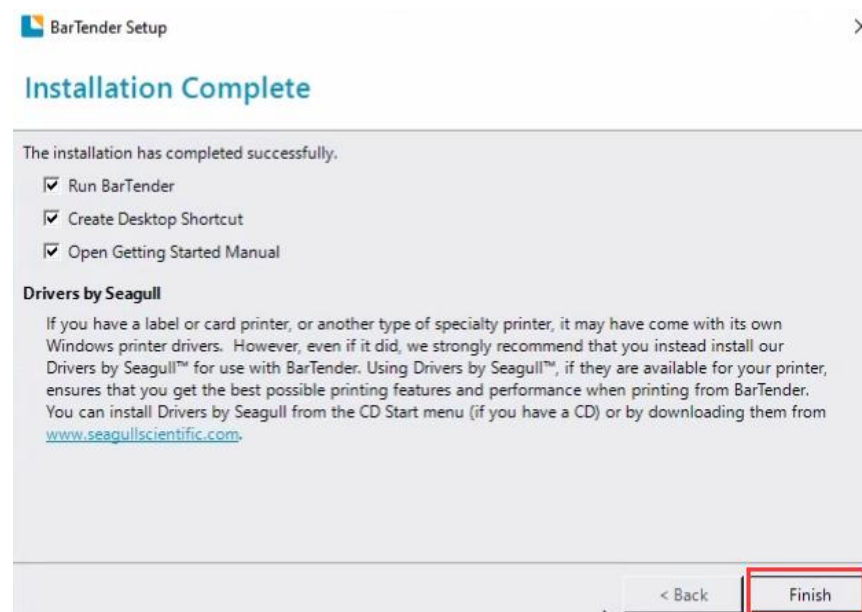 BarTender Setup
Installation Complete
The installation has completed successfully.
Run BarTender
Create Desktop Shortcut
Open Getting Started Manual
Drivers by Seagull
If you have a label or card printer, or another type of specialty printer, it may have come with its own
Windows printer drivers. However, even if it did, we strongly recommend that you instead install our
Drivers by Seagull™ for use with BarTender. Using Drivers by Seagull™, if they are available for your printer,
ensures that you get the best possible printing features and performance when printing from BarTender.
You can install Drivers by Seagull from the CD Start menu (if you have a CD) or by downloading them from
www.seagullscientific.com.
< Back Finish